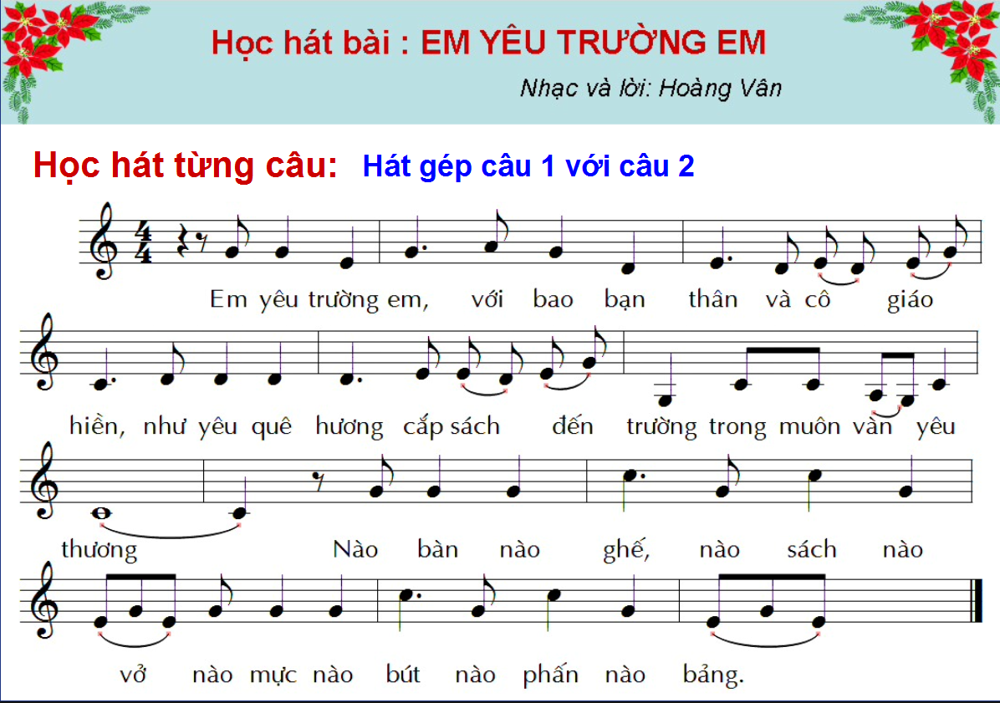 Học hát bài : EM YÊU TRƯỜNG EM
Nhạc và lời: Hoàng Vân
Học hát từng câu: Hát gép câu 1 với câu 2
4
4
Em yêu trường em, với bao bạn thân và cô giáo
hiền, như yêu quê hương cắp sách đến trường trong muôn vàn yêu
thương Nào bàn nào ghế, nào sách nào
vở nào mực nào bút nào phấn nào bảng.